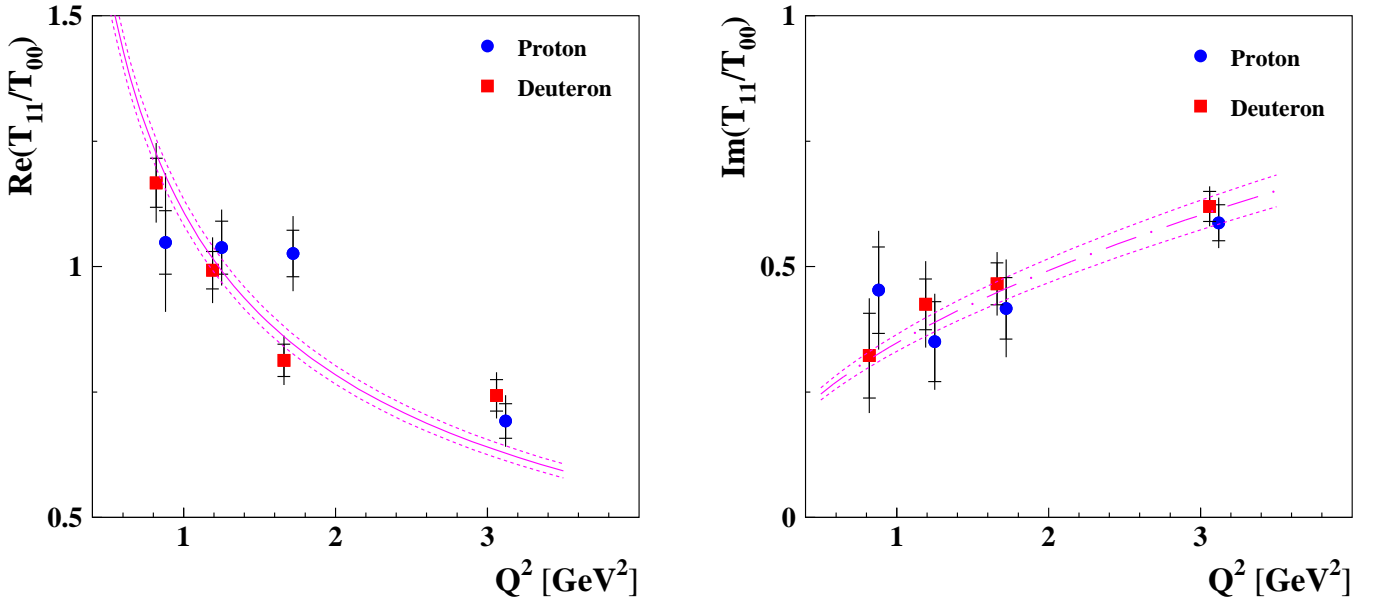 Re(T₁₁/T₀₀)
1.5
1
0.5
Proton
Deuteron
1 2 3
Q² [GeV²]
Im(T₁₁/T₀₀)
1
0.5
0
Proton
Deuteron
1 2 3
Q² [GeV²]